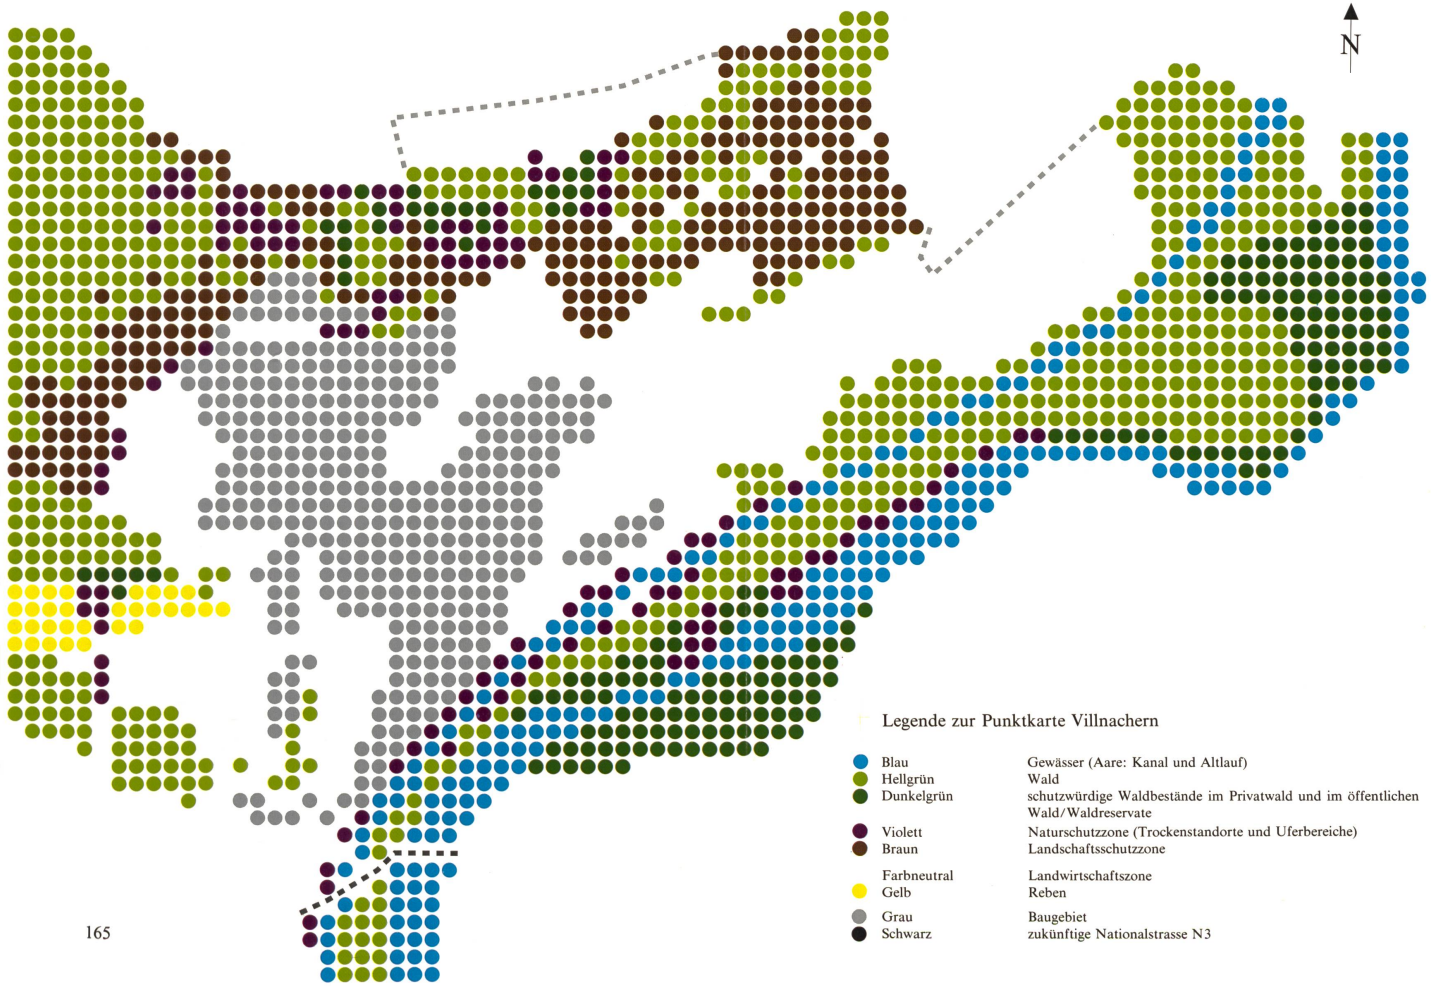 N
Legende zur Punktkarte Villnachern
Blau Gewässer (Aare: Kanal und Altlauf)
Hellgrün Wald
Dunkelgrün schutzwürdige Waldbestände im Privatwald und im öffentlichen
Wald/Waldreservate
Violett Naturschutzzone (Trockenstandorte und Uferbereiche)
Braun Landschaftsschutzzone
Farbneutral Landwirtschaftszone
Gelb Reben
Grau Baugebiet
Schwarz zukünftige Nationalstrasse N3
165